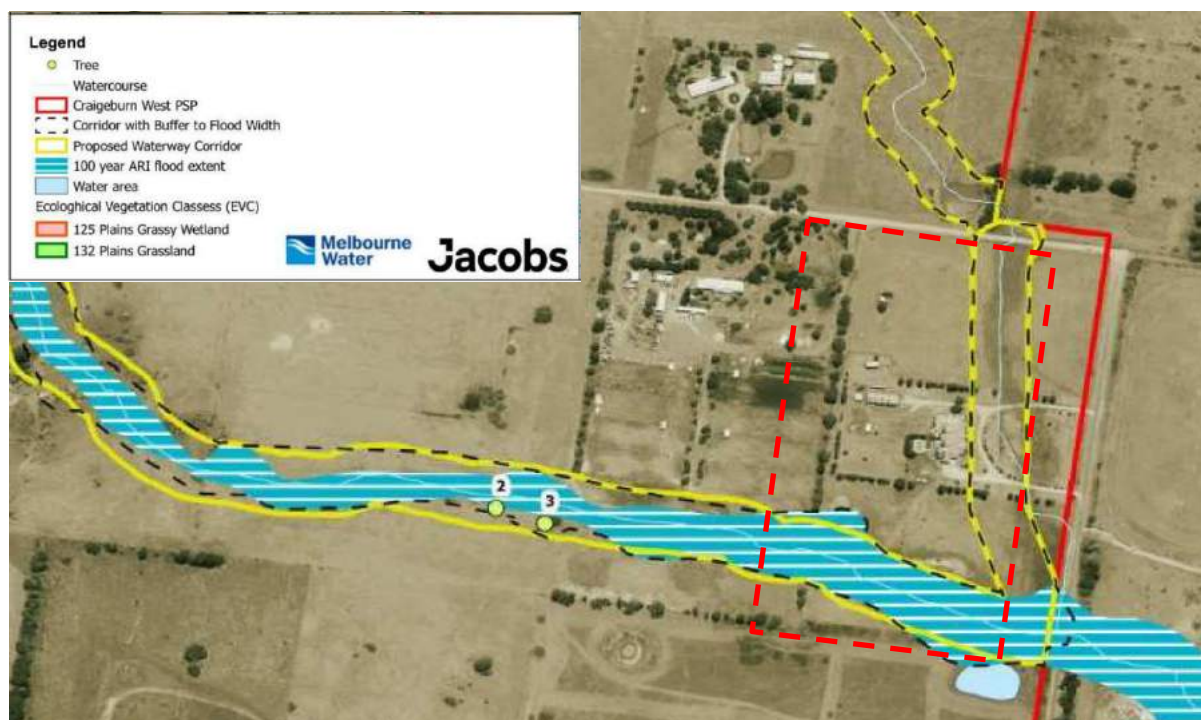 Legend
Tree
Watercourse
Craigeburn West PSP
Corridor with Buffer to Flood Width
Proposed Waterway Corridor
100 year ARI flood extent
Water area
Ecologhical Vegetation Classess (EVC)
125 Plains Grassy Wetland
132 Plains Grassland
Melbourne
Water
Jacobs
2
3